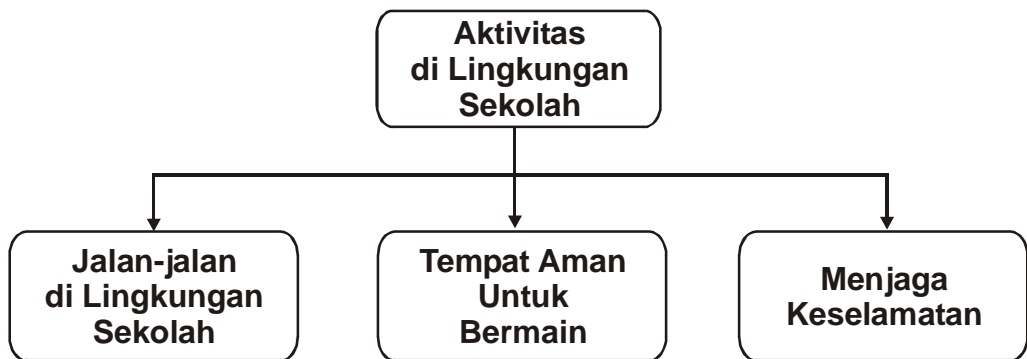 Aktivitas
di Lingkungan
Sekolah
Jalan-jalan
di Lingkungan
Sekolah
Tempat Aman
Untuk
Bermain
Menjaga
Keselamatan